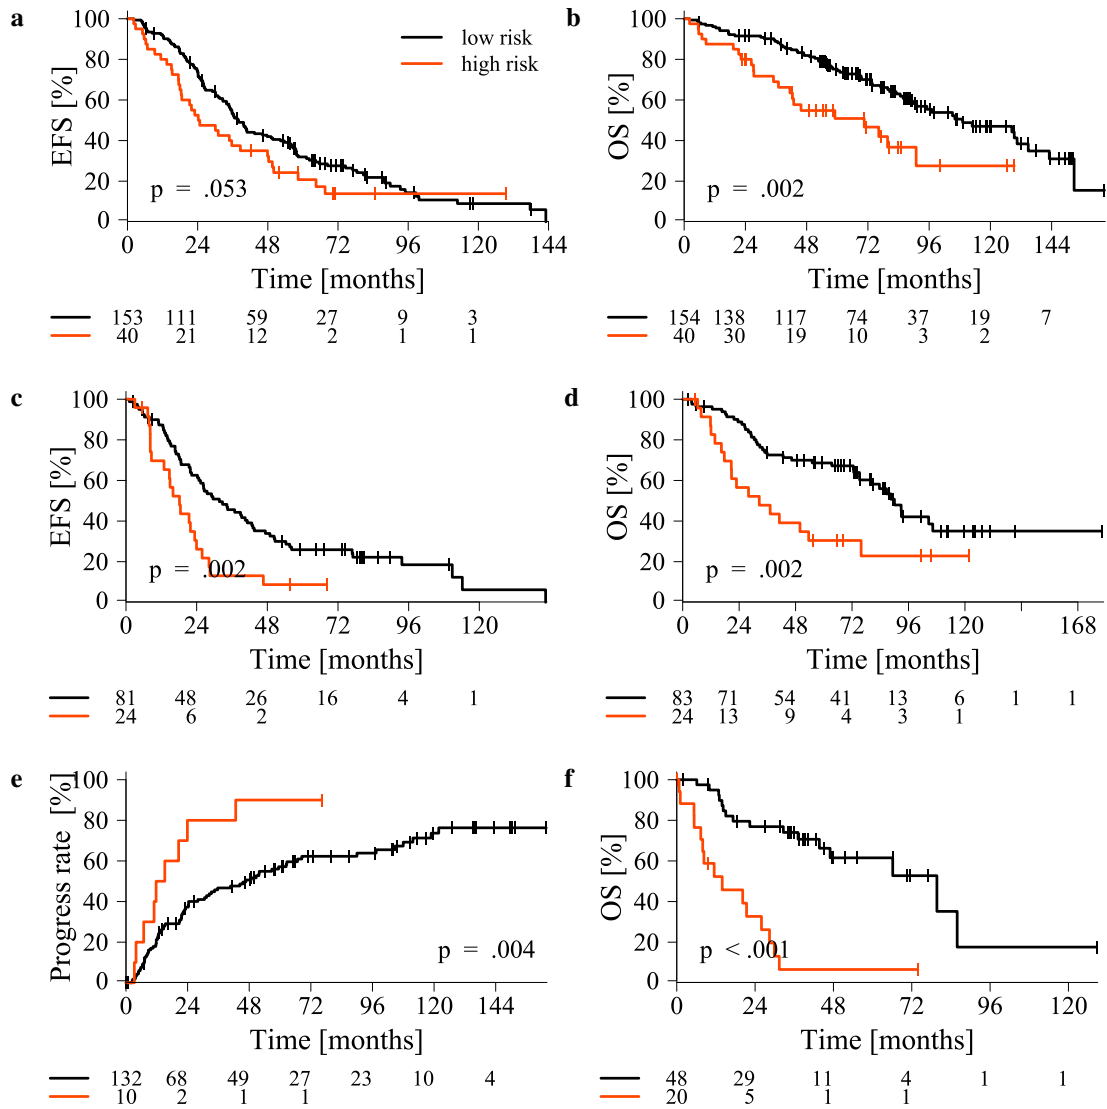 a
EFS [%]
100
80
60
40
20
0
low risk
high risk
p = .053
0 24 48 72 96 120 144
Time [months]
153 111 59 27 9 3
40 21 12 2 1 1
b
OS [%]
100
80
60
40
20
0
p = .002
0 24 48 72 96 120 144
Time [months]
154 138 117 74 37 19 7
40 30 19 10 3 2
c
EFS [%]
100
80
60
40
20
0
p = .002
0 24 48 72 96 120
Time [months]
81 48 26 16 4 1
24 6 2
d
OS [%]
100
80
60
40
20
0
p = .002
0 24 48 72 96 120 168
Time [months]
83 71 54 41 13 6 1 1
24 13 9 4 3 1
e
Progress rate [%]
100
80
60
40
20
0
p = .004
0 24 48 72 96 120 144
Time [months]
132 68 49 27 23 10 4
10 2 1 1
f
OS [%]
100
80
60
40
20
0
p <.001
0 24 48 72 96 120
Time [months]
48 29 11 4 1 1
20 5 1 1